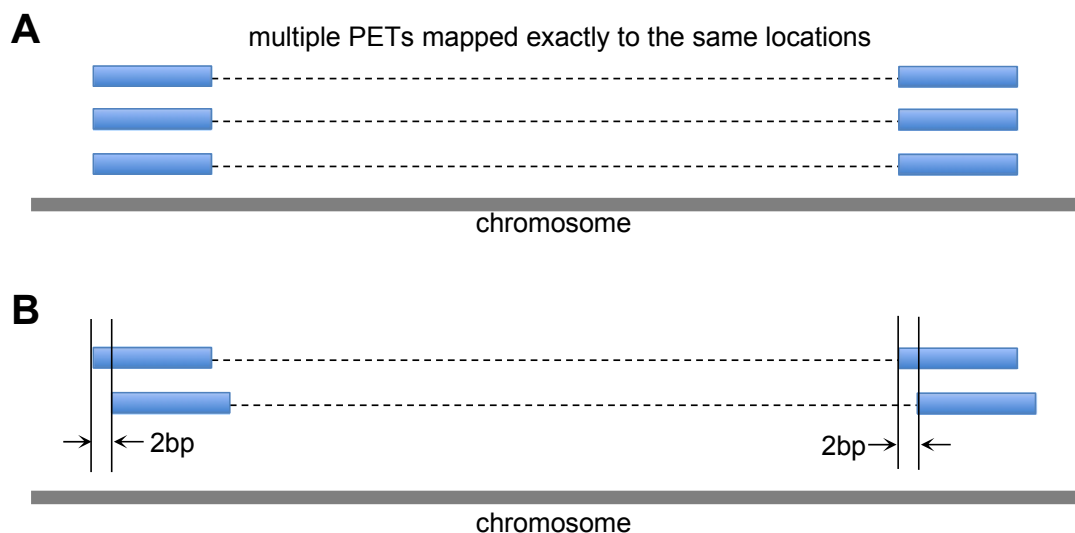 A
multiple PETs mapped exactly to the same locations
chromosome
B
2bp
2bp
chromosome